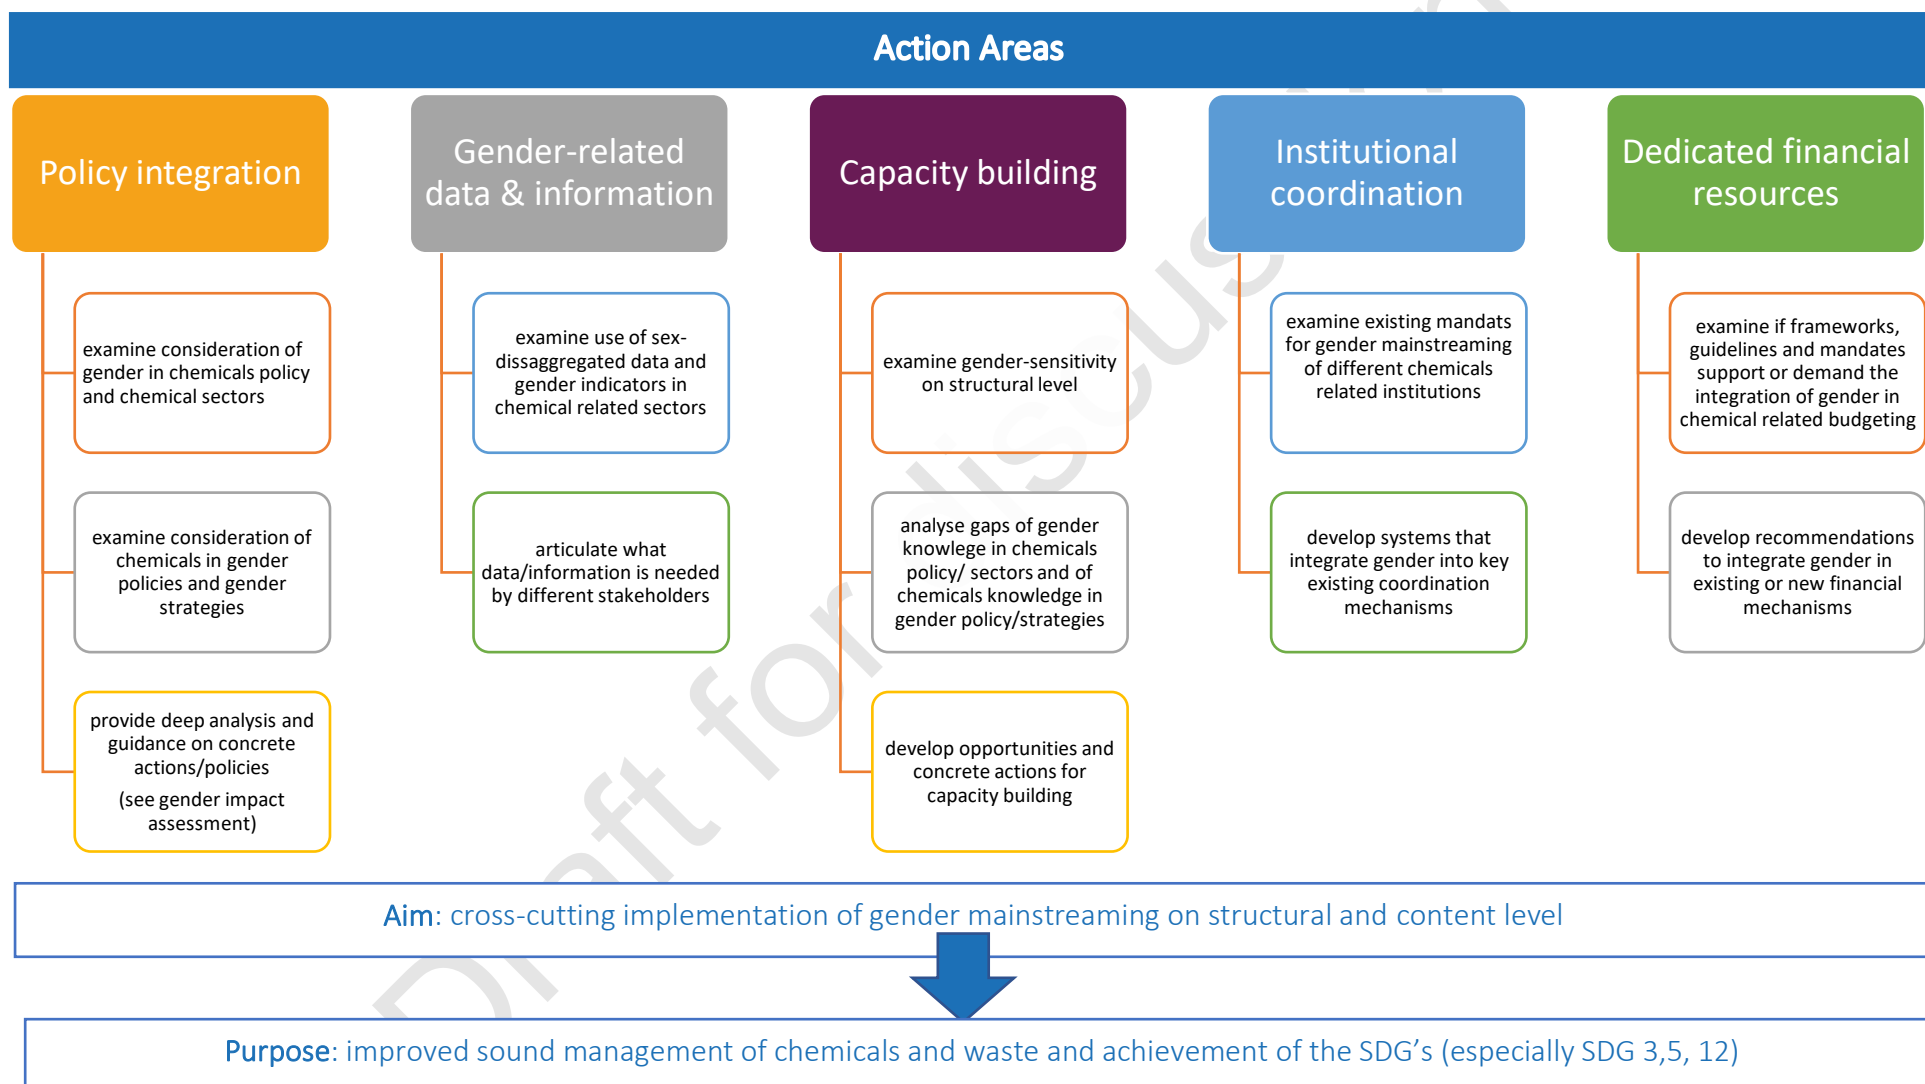 Action Areas
Policy integration
Gender-related
data & information
Capacity building
Institutional
coordination
Dedicated financial
resources
examine consideration of
gender in chemicals policy
and chemical sectors
examine consideration of
chemicals in gender
policies and gender
strategies
provide deep analysis and
guidance on concrete
actions/policies
(see gender impact
assessment)
examine use of sex-
dissaggregated data and
gender indicators in
chemical related sectors
articulate what
data/information is needed
by different stakeholders
examine gender-sensitivity
on structural level
analyse gaps of gender
knowlege in chemicals
policy/ sectors and of
chemicals knowledge in
gender policy/strategies
develop opportunities and
concrete actions for
capacity building
examine existing mandats
for gender mainstreaming
of different chemicals
related institutions
develop systems that
integrate gender into key
existing coordination
mechanisms
examine if frameworks,
guidelines and mandates
support or demand the
integration of gender in
chemical related budgeting
develop recommendations
to integrate gender in
existing or new financial
mechanisms
Aim: cross-cutting implementation of gender mainstreaming on structural and content level
Purpose: improved sound management of chemicals and waste and achievement of the SDG's (especially SDG 3,5, 12)
Draft for